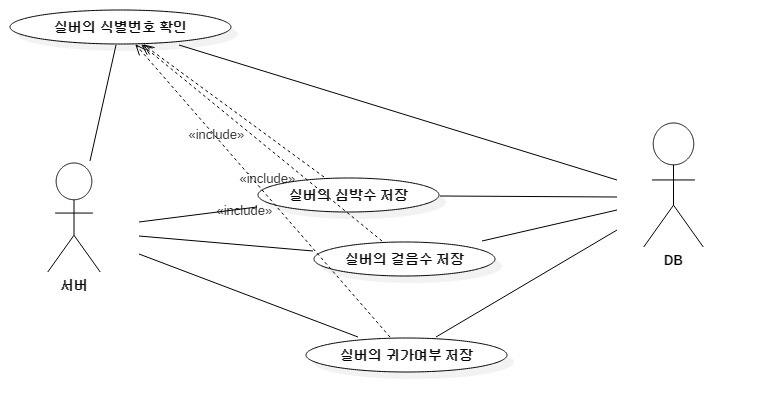 실버의 식별번호 확인
«include»
«include»
실버의 심박수 저장
«include»
실버의 걸음수 저장
DB
서버
실버의 귀가여부 저장